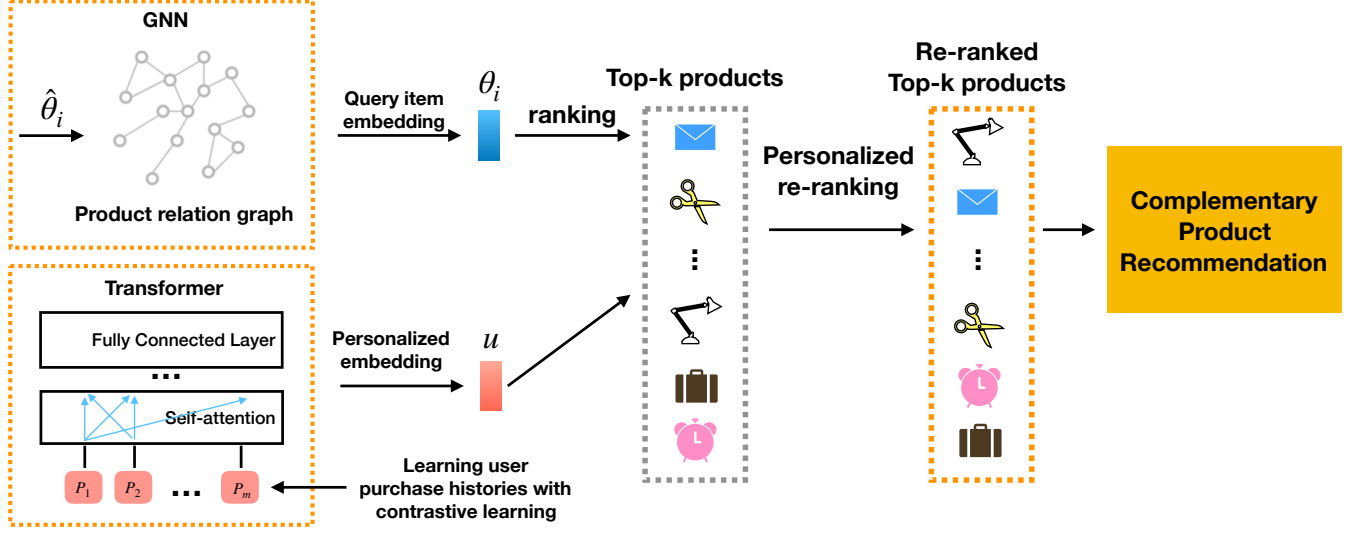 GNN
θ̂ᵢ
Product relation graph
Query item
embedding
θᵢ
ranking
Top-k products
Personalized
re-ranking
Re-ranked
Top-k products
Complementary
Product
Recommendation
Transformer
Fully Connected Layer
...
Self-attention
P₁
P₂
...
Pₘ
Personalized
embedding
u
Learning user
purchase histories with
contrastive learning